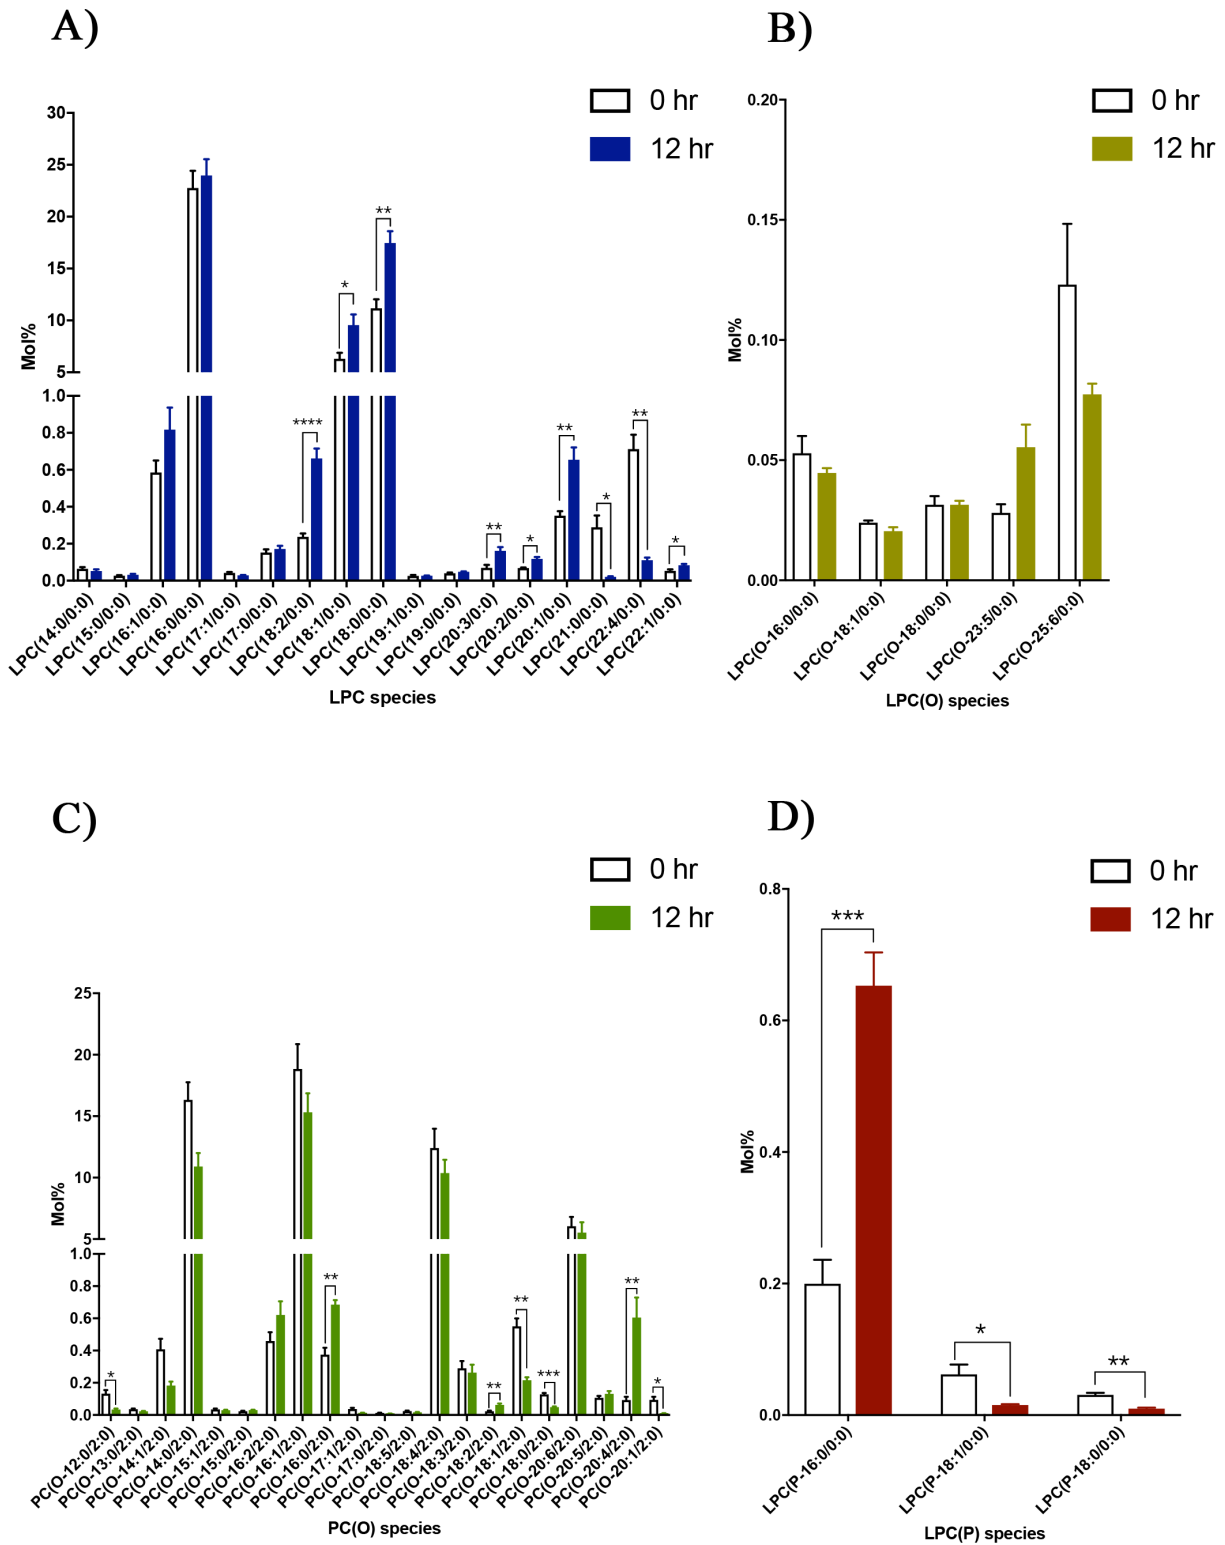 A)
0 hr
12 hr
30
25
20
15
10
5
1.0
0.8
0.6
0.4
0.2
0.0
Mol%
*
**
****
**
*
**
*
**
*
LPC(14:0/0:0)
LPC(15:0/0:0)
LPC(16:1/0:0)
LPC(16:0/0:0)
LPC(17:1/0:0)
LPC(17:0/0:0)
LPC(18:2/0:0)
LPC(18:1/0:0)
LPC(18:0/0:0)
LPC(19:1/0:0)
LPC(19:0/0:0)
LPC(20:3/0:0)
LPC(20:2/0:0)
LPC(20:1/0:0)
LPC(21:0/0:0)
LPC(22:4/0:0)
LPC(22:1/0:0)
LPC species
B)
0 hr
12 hr
0.20
0.15
0.10
0.05
0.00
Mol%
LPC(O-16:0/0:0)
LPC(O-18:1/0:0)
LPC(O-18:0/0:0)
LPC(O-23:5/0:0)
LPC(O-25:6/0:0)
LPC(O) species
C)
0 hr
12 hr
25
20
15
10
5
1.0
0.8
0.6
0.4
0.2
0.0
Mol%
*
**
**
**
***
**
*
PC(O-12:0/2:0)
PC(O-13:0/2:0)
PC(O-14:1/2:0)
PC(O-14:0/2:0)
PC(O-15:1/2:0)
PC(O-15:0/2:0)
PC(O-16:2/2:0)
PC(O-16:1/2:0)
PC(O-16:0/2:0)
PC(O-17:1/2:0)
PC(O-17:0/2:0)
PC(O-18:5/2:0)
PC(O-18:4/2:0)
PC(O-18:3/2:0)
PC(O-18:2/2:0)
PC(O-18:1/2:0)
PC(O-18:0/2:0)
PC(O-20:6/2:0)
PC(O-20:5/2:0)
PC(O-20:4/2:0)
PC(O-20:1/2:0)
PC(O) species
D)
0 hr
12 hr
0.8
0.6
0.4
0.2
0.0
Mol%
***
*
**
LPC(P-16:0/0:0)
LPC(P-18:1/0:0)
LPC(P-18:0/0:0)
LPC(P) species